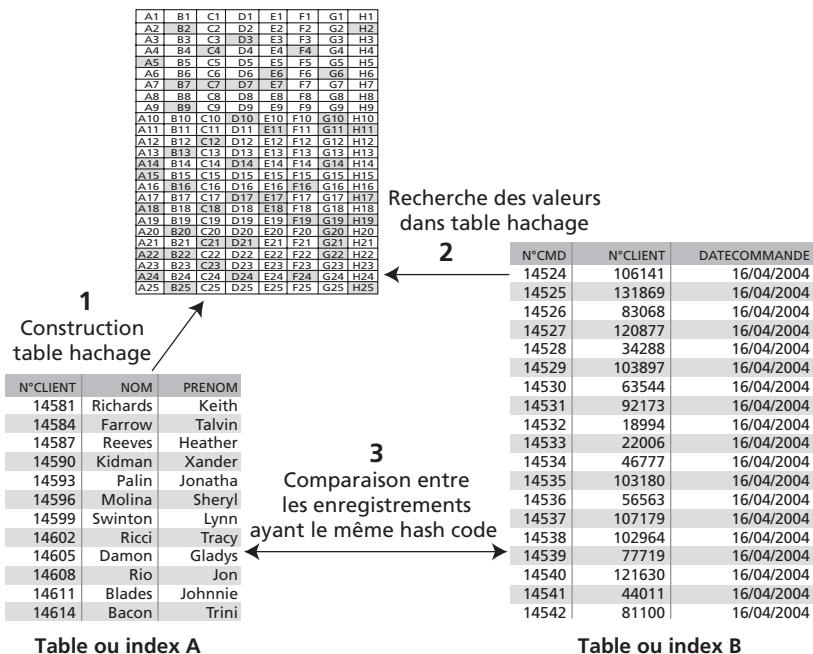 A1 B1 C1 D1 E1 F1 G1 H1
A2 B2 C2 D2 E2 F2 G2 H2
A3 B3 C3 D3 E3 F3 G3 H3
A4 B4 C4 D4 E4 F4 G4 H4
A5 B5 C5 D5 E5 F5 G5 H5
A6 B6 C6 D6 E6 F6 G6 H6
A7 B7 C7 D7 E7 F7 G7 H7
A8 B8 C8 D8 E8 F8 G8 H8
A9 B9 C9 D9 E9 F9 G9 H9
A10 B10 C10 D10 E10 F10 G10 H10
A11 B11 C11 D11 E11 F11 G11 H11
A12 B12 C12 D12 E12 F12 G12 H12
A13 B13 C13 D13 E13 F13 G13 H13
A14 B14 C14 D14 E14 F14 G14 H14
A15 B15 C15 D15 E15 F15 G15 H15
A16 B16 C16 D16 E16 F16 G16 H16
A17 B17 C17 D17 E17 F17 G17 H17
A18 B18 C18 D18 E18 F18 G18 H18
A19 B19 C19 D19 E19 F19 G19 H19
A20 B20 C20 D20 E20 F20 G20 H20
A21 B21 C21 D21 E21 F21 G21 H21
A22 B22 C22 D22 E22 F22 G22 H22
A23 B23 C23 D23 E23 F23 G23 H23
A24 B24 C24 D24 E24 F24 G24 H24
A25 B25 C25 D25 E25 F25 G25 H25
Recherche des valeurs
dans table hachage
2
1
Construction
table hachage
N°CLIENT NOM PRENOM
14581 Richards Keith
14584 Farrow Talvin
14587 Reeves Heather
14590 Kidman Xander
14593 Palin Jonatha
14596 Molina Sheryl
14599 Swinton Lynn
14602 Ricci Tracy
14605 Damon Gladys
14608 Rio Jon
14611 Blades Johnnie
14614 Bacon Trini
Table ou index A
3
Comparaison entre
les enregistrements
ayant le même hash code
N°CMD N°CLIENT DATECOMMANDE
14524 106141 16/04/2004
14525 131869 16/04/2004
14526 83068 16/04/2004
14527 120877 16/04/2004
14528 34288 16/04/2004
14529 103897 16/04/2004
14530 63544 16/04/2004
14531 92173 16/04/2004
14532 18994 16/04/2004
14533 22006 16/04/2004
14534 46777 16/04/2004
14535 103180 16/04/2004
14536 56563 16/04/2004
14537 107179 16/04/2004
14538 102964 16/04/2004
14539 77719 16/04/2004
14540 121630 16/04/2004
14541 44011 16/04/2004
14542 81100 16/04/2004
Table ou index B